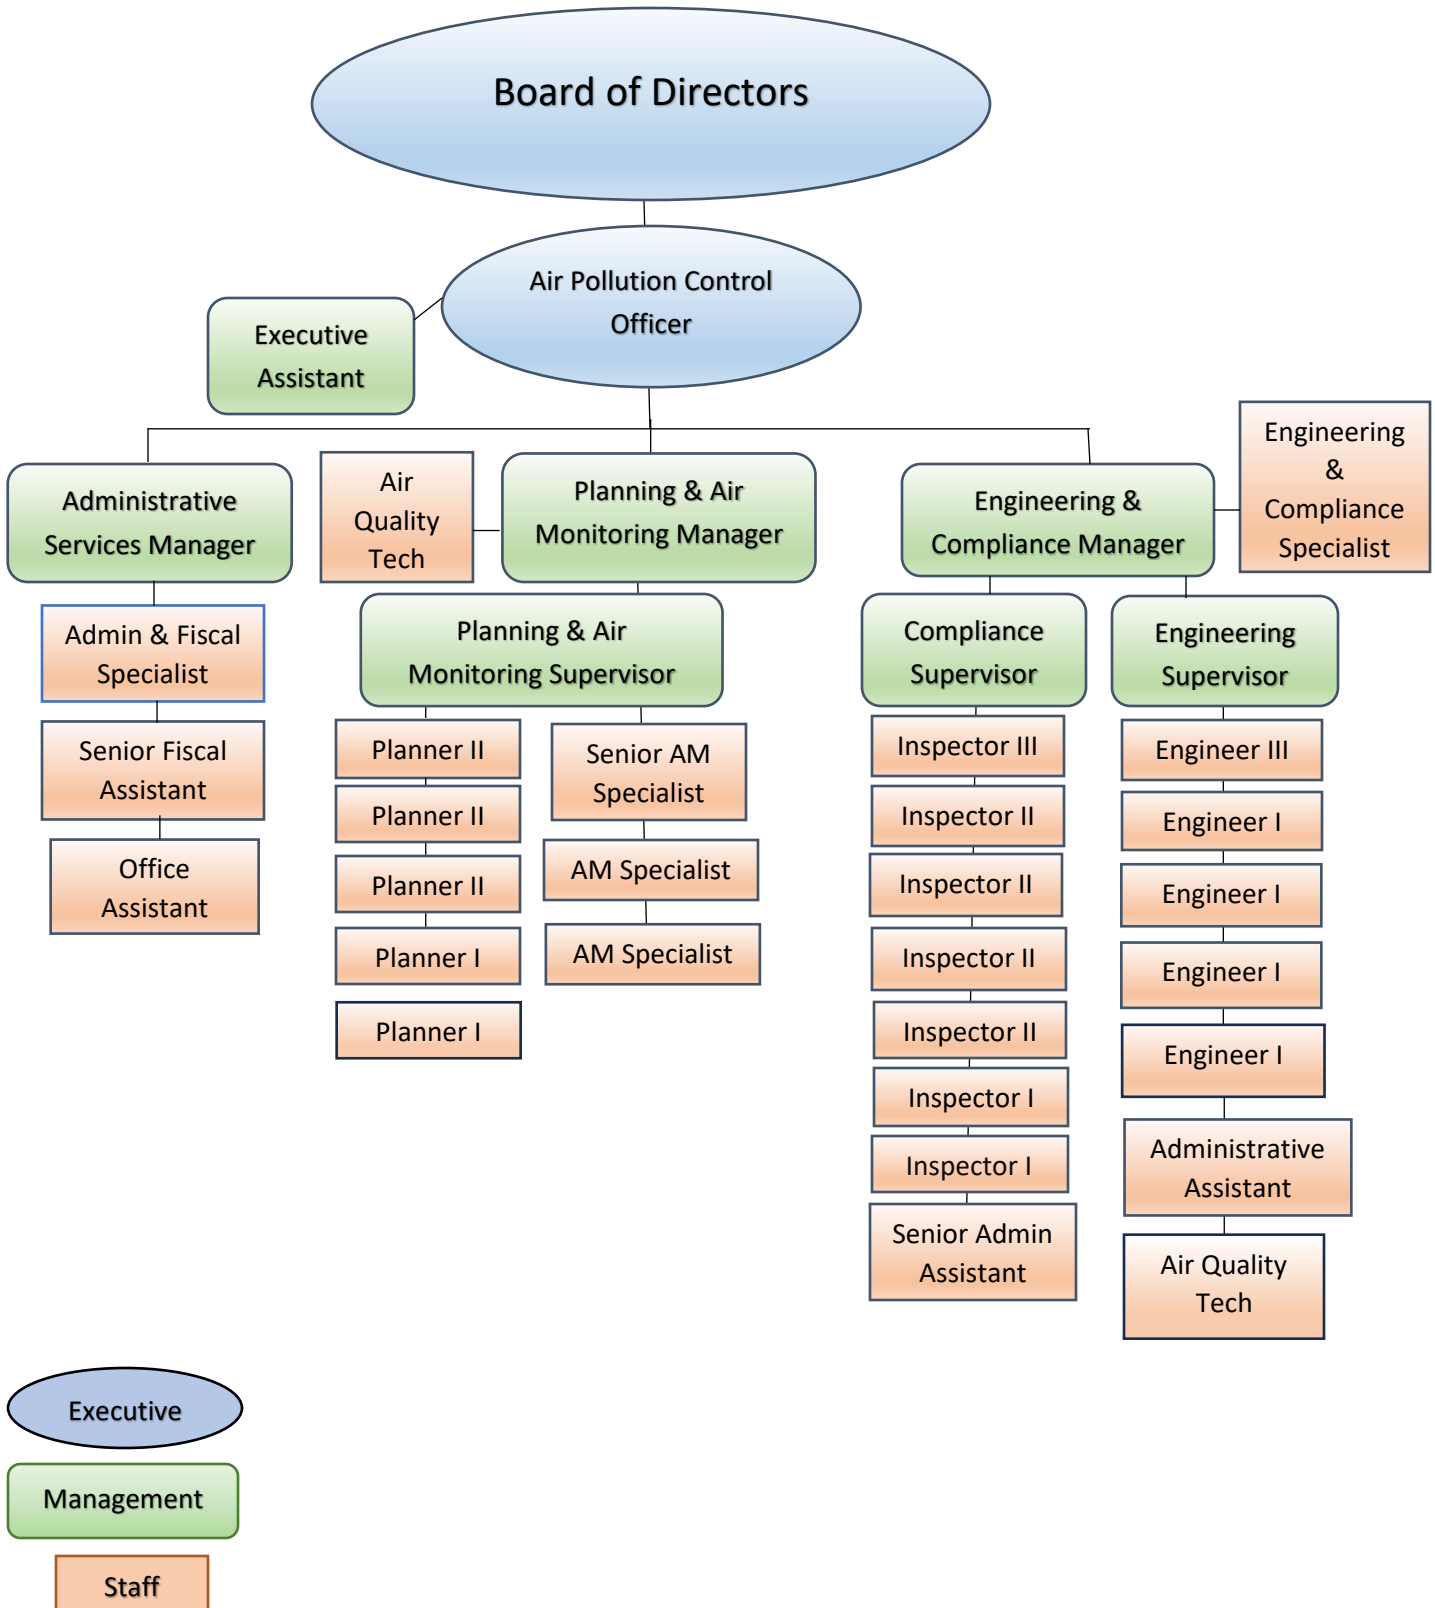 Board of Directors
Air Pollution Control
Officer
Executive
Assistant
Administrative
Services Manager
Admin & Fiscal
Specialist
Senior Fiscal
Assistant
Office
Assistant
Air
Quality
Tech
Planning & Air
Monitoring Manager
Planning & Air
Monitoring Supervisor
Planner II
Planner II
Planner II
Planner I
Planner I
Senior AM
Specialist
AM Specialist
AM Specialist
Engineering &
Compliance Manager
Engineering
&
Compliance
Specialist
Compliance
Supervisor
Inspector III
Inspector II
Inspector II
Inspector II
Inspector II
Inspector I
Inspector I
Senior Admin
Assistant
Engineering
Supervisor
Engineer III
Engineer I
Engineer I
Engineer I
Engineer I
Administrative
Assistant
Air Quality
Tech
Executive
Management
Staff